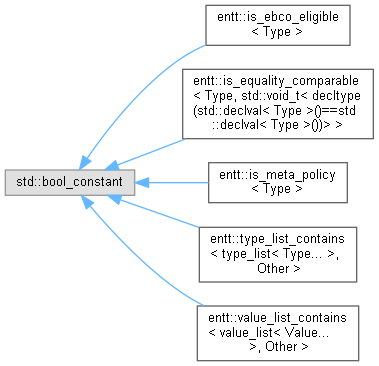 entt::is_ebco_eligible
< Type >
entt::is_equality_comparable
< Type, std::void_t< decltype
(std::declval< Type >()==std
::declval< Type >())> >
std::bool_constant
entt::is_meta_policy
< Type >
entt::type_list_contains
< type_list< Type... >,
Other >
entt::value_list_contains
< value_list< Value...
>, Other >